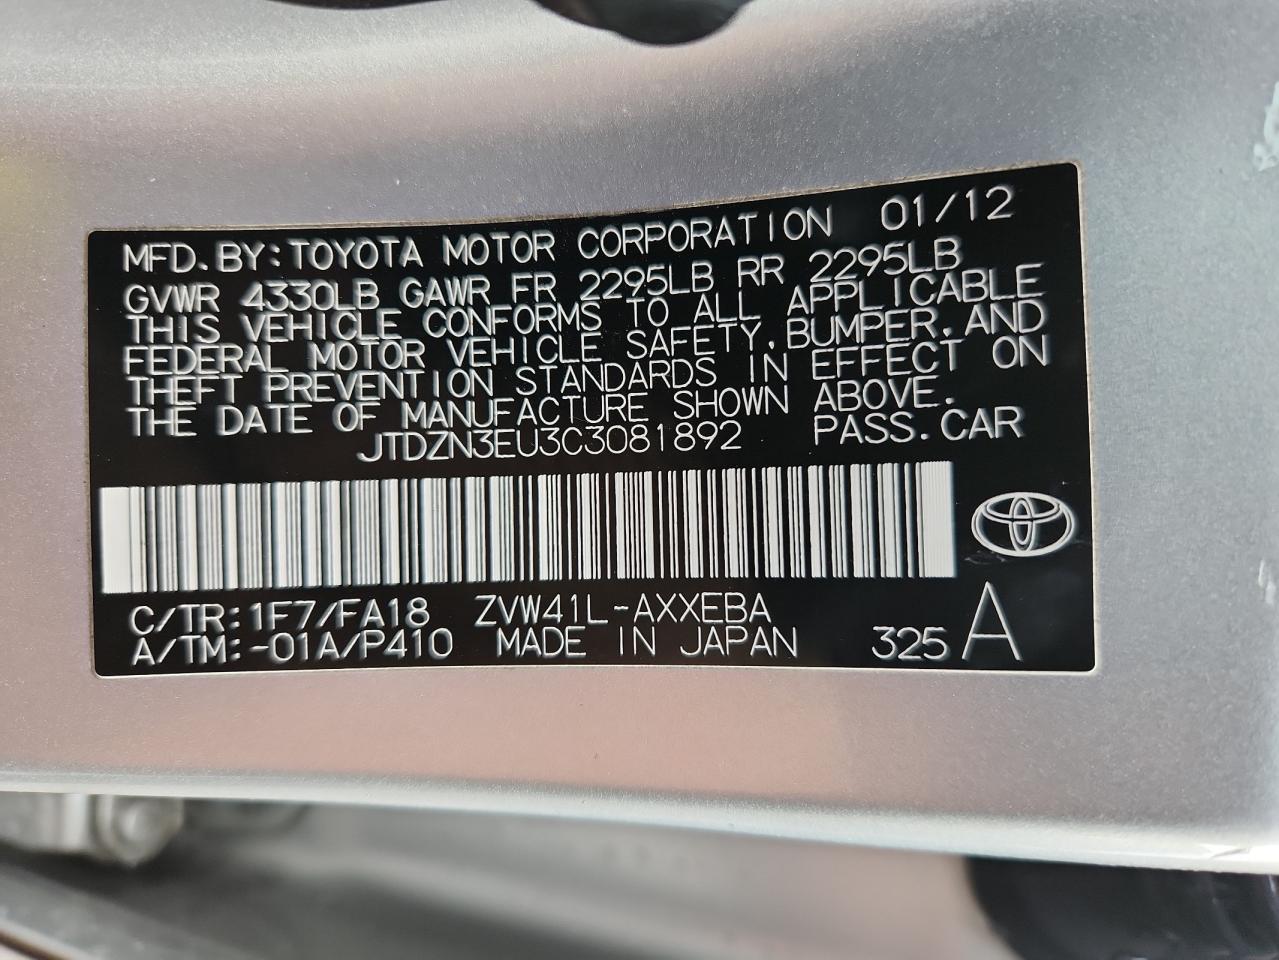 MFD.BY:TOYOTA MOTOR CORPORATION 01/12
GVWR 4330LB GAWR FR 2295LB RR 2295LB
THIS VEHICLE CONFORMS TO ALL APPLICABLE
FEDERAL MOTOR VEHICLE SAFETY,BUMPER,AND
THEFT PREVENTION STANDARDS IN EFFECT ON
THE DATE OF MANUFACTURE SHOWN ABOVE.
JTDZN3EU3C3081892 PASS.CAR
C/TR:1F7/FA18 ZVW41L-AXXEBA
A/TM:-01A/P410 MADE IN JAPAN 325 A